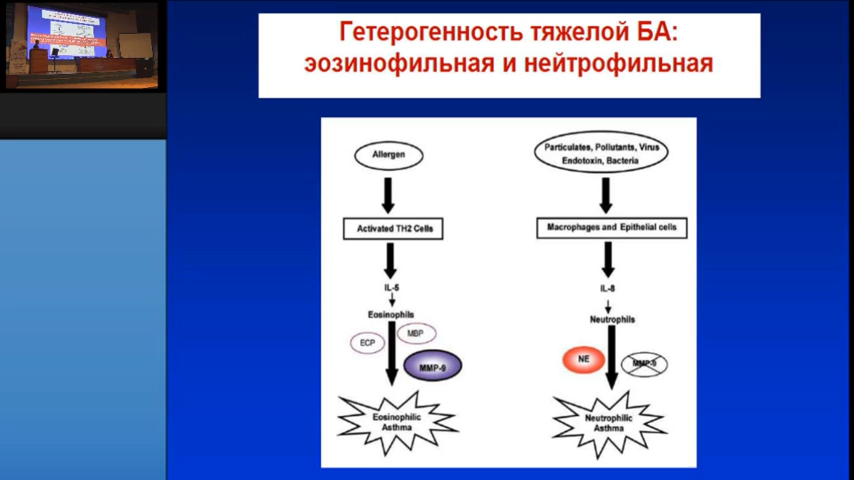 Гетерогенность тяжелой БА:
эозинофильная и нейтрофильная
Allergen
Activated TH2 Cells
IL-5
Eosinophils
ECP
MBP
MMP-9
Eosinophilic
Asthma
Particulates, Pollutants, Virus
Endotoxin, Bacteria
Macrophages and Epithelial cells
IL-8
Neutrophils
NE
MMP-9
Neutrophilic
Asthma